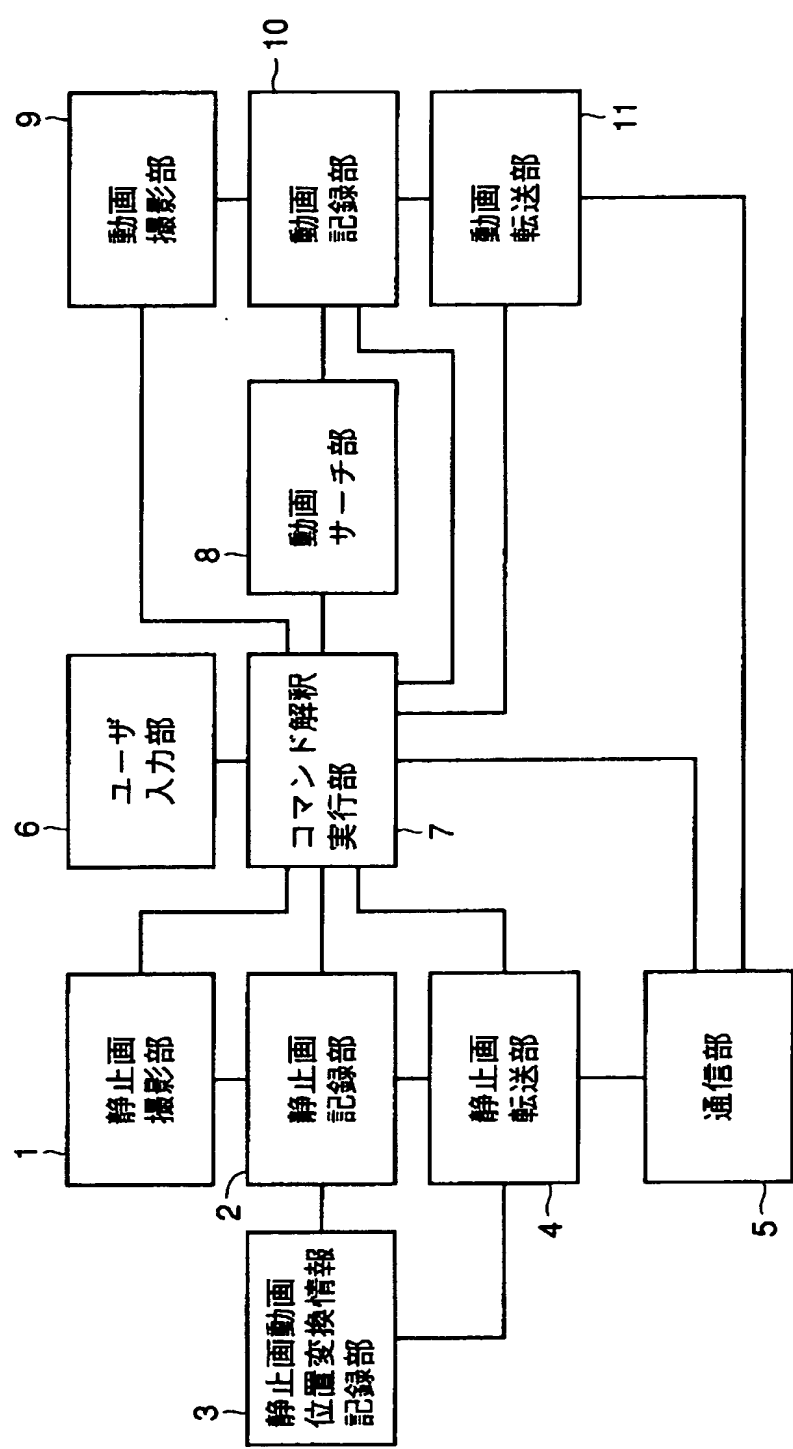 1
静止画
撮影部
2
静止画
記録部
3
静止画動画
位置変換情報
記録部
4
静止画
転送部
5
通信部
6
ユーザ
入力部
7
コマンド解釈
実行部
8
動画
サーチ部
9
動画
撮影部
10
動画
記録部
11
動画
転送部